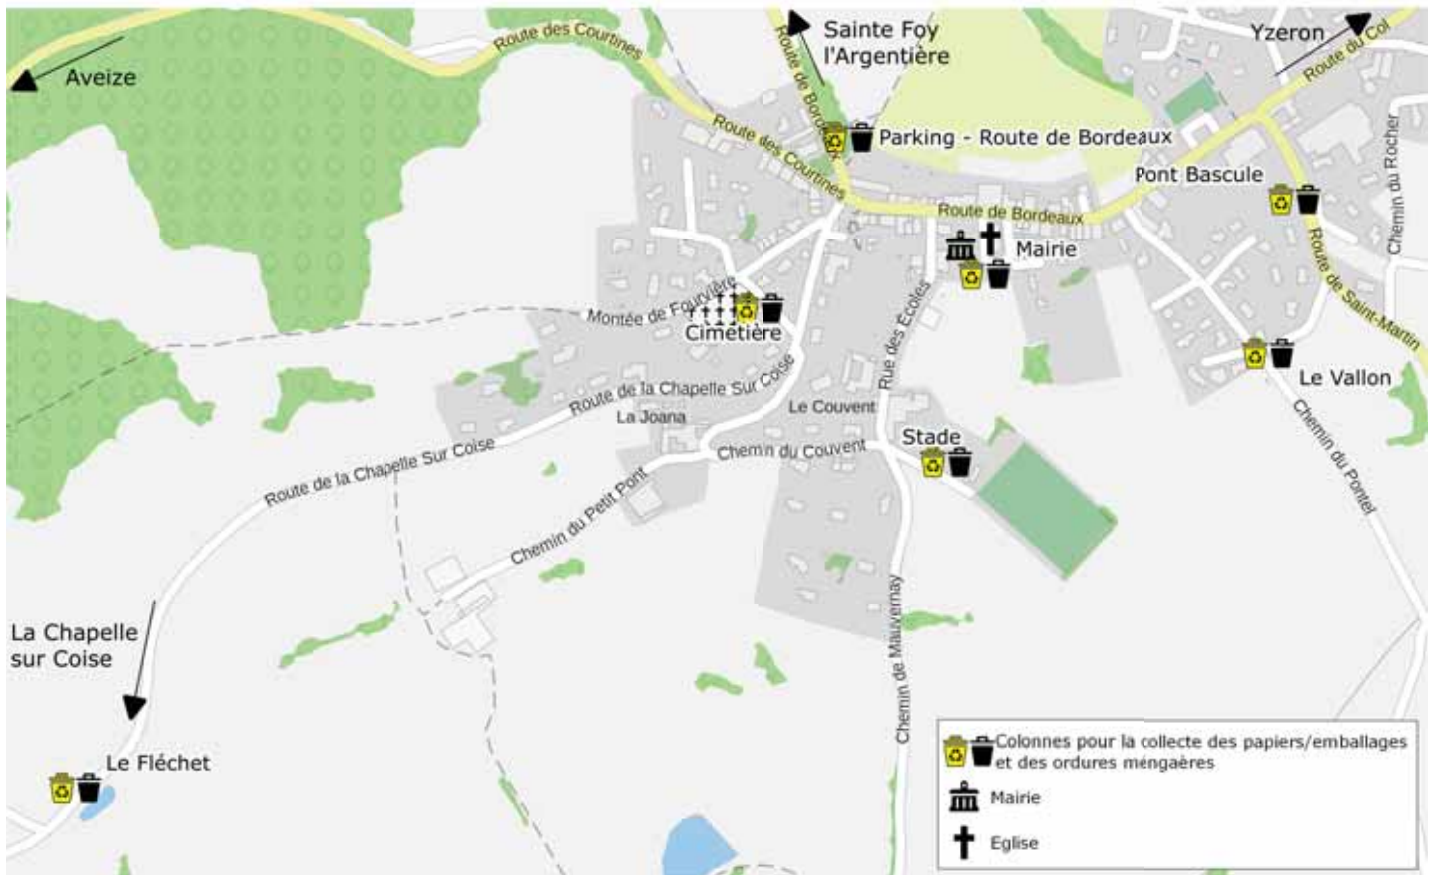 Route des Courtines
Sainte Foy
l'Argentière
Yzeron
Route du Col
Aveize
Route de Bordeaux
Route des Courtines
Parking - Route de Bordeaux
Chemin du Rocher
Pont Bascule
Route de Bordeaux
Mairie
Route de Saint-Martin
Montée de Fourvière
Cimetière
Rue des Ecoles
Le Vallon
Route de la Chapelle Sur Coise
La Joana
Le Couvent
Stade
Chemin du Couvent
Route de la Chapelle Sur Coise
Chemin du Petit Pont
Chemin du Pontel
La Chapelle
sur Coise
Chemin de Mauvernay
Le Fléchet
Colonnes pour la collecte des papiers/emballages
et des ordures méngaères
Mairie
Eglise